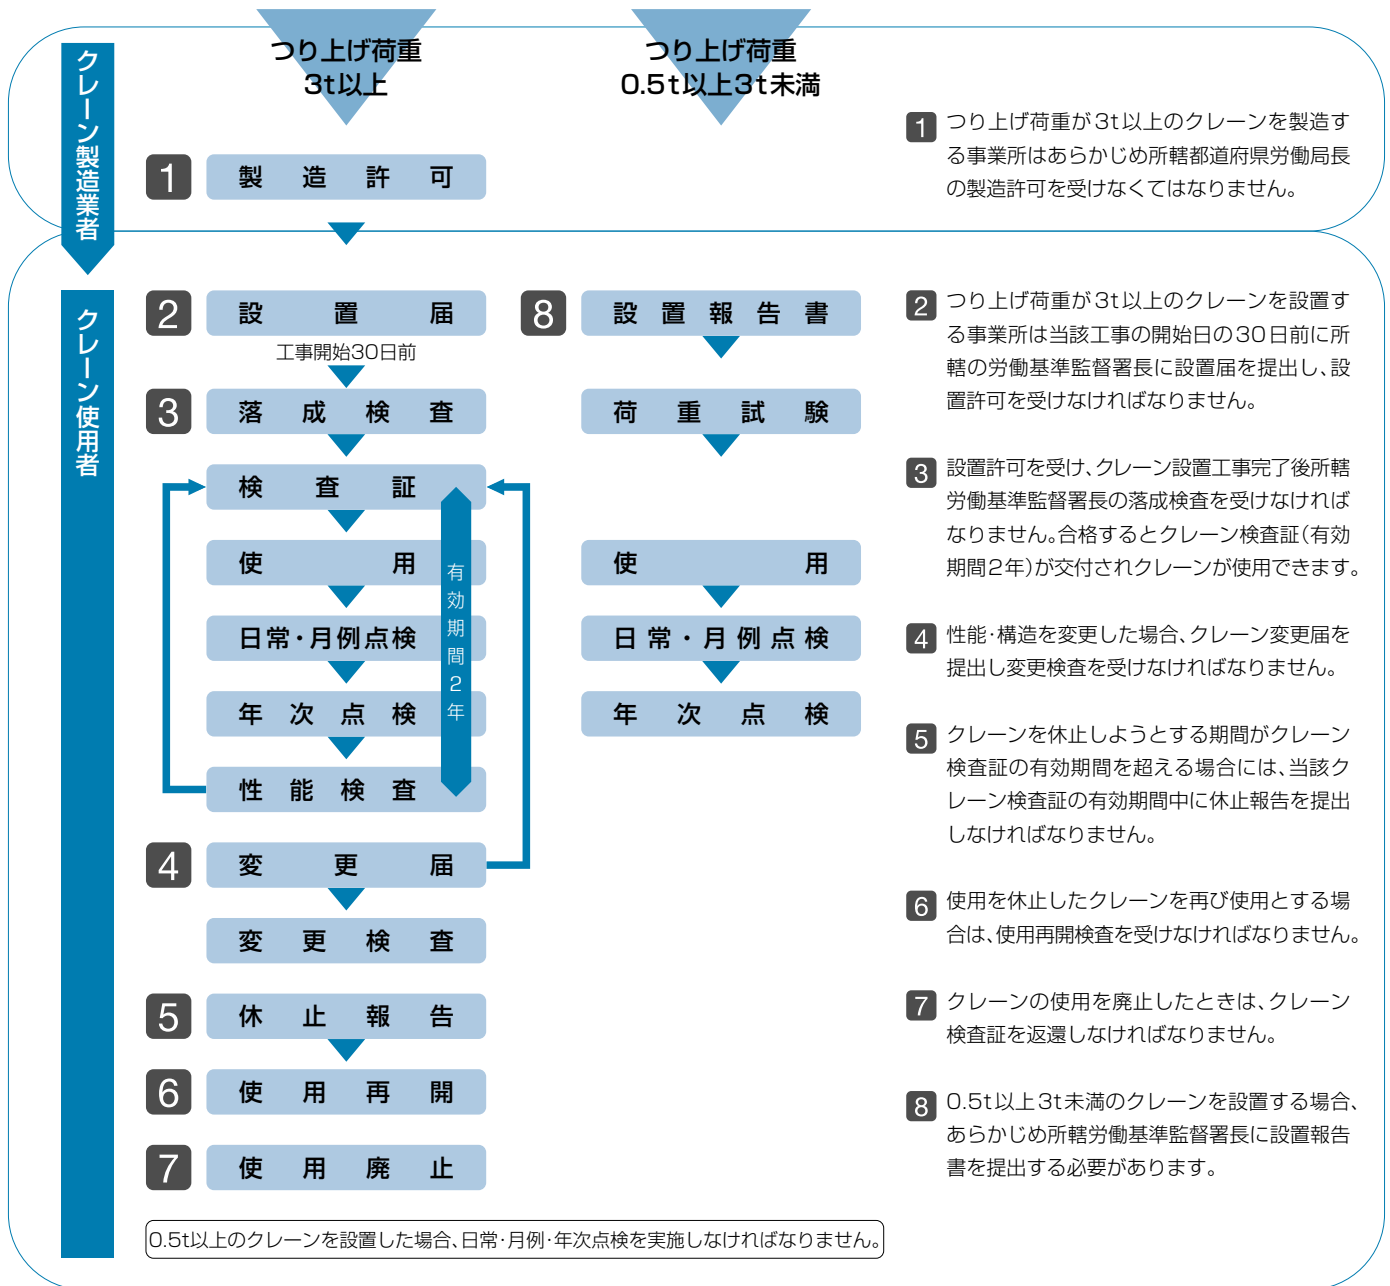 クレーン製造業者
つり上げ荷重
3t以上
つり上げ荷重
0.5t以上3t未満
1 製造許可
1 つり上げ荷重が3t以上のクレーンを製造す
る事業所はあらかじめ所轄都道府県労働局長
の製造許可を受けなくてはなりません。
クレーン使用者
2 設置届
工事開始30日前
3 落成検査
検査証
使用
日常・月例点検
年次点検
性能検査
有効期間2年
4 変更届
変更検査
5 休止報告
6 使用再開
7 使用廃止
8 設置報告書
荷重試験
使用
日常・月例点検
年次点検
2 つり上げ荷重が3t以上のクレーンを設置す
る事業所は当該工事の開始日の30日前に所
轄の労働基準監督署長に設置届を提出し、設
置許可を受けなければなりません。
3 設置許可を受け、クレーン設置工事完了後所轄
労働基準監督署長の落成検査を受けなければ
なりません。合格するとクレーン検査証(有効
期間2年)が交付されクレーンが使用できます。
4 性能・構造を変更した場合、クレーン変更届を
提出し変更検査を受けなければなりません。
5 クレーンを休止しようとする期間がクレーン
検査証の有効期間を超える場合には、当該ク
レーン検査証の有効期間中に休止報告を提出
しなければなりません。
6 使用を休止したクレーンを再び使用とする場
合は、使用再開検査を受けなければなりません。
7 クレーンの使用を廃止したときは、クレーン
検査証を返還しなければなりません。
8 0.5t以上3t未満のクレーンを設置する場合、
あらかじめ所轄労働基準監督署長に設置報告
書を提出する必要があります。
0.5t以上のクレーンを設置した場合、日常・月例・年次点検を実施しなければなりません。